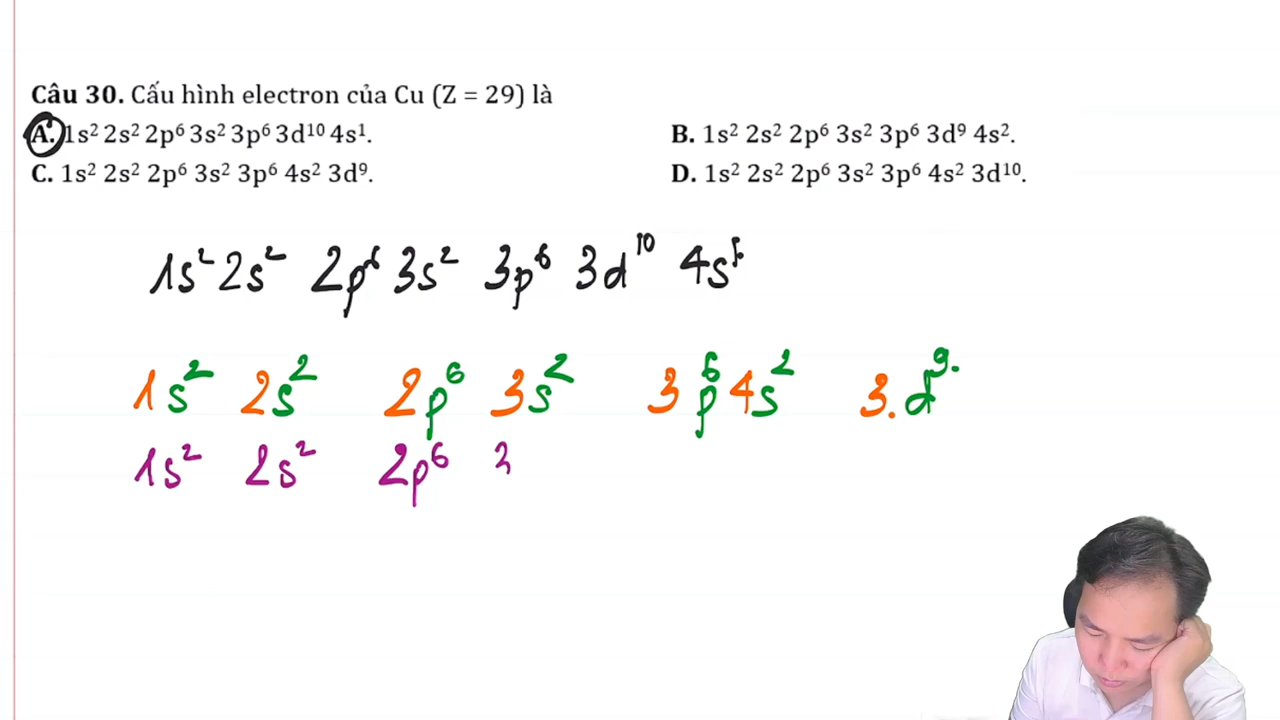 Câu 30. Cấu hình electron của Cu (Z = 29) là
A. 1s² 2s² 2p⁶ 3s² 3p⁶ 3d¹⁰ 4s¹.
B. 1s² 2s² 2p⁶ 3s² 3p⁶ 3d⁹ 4s².
C. 1s² 2s² 2p⁶ 3s² 3p⁶ 4s² 3d⁹.
D. 1s² 2s² 2p⁶ 3s² 3p⁶ 4s² 3d¹⁰.
1s² 2s² 2p⁶ 3s² 3p⁶ 3d¹⁰ 4s¹
1s² 2s² 2p⁶ 3s² 3p⁶ 4s² 3.d⁹.
1s² 2s² 2p⁶ 3